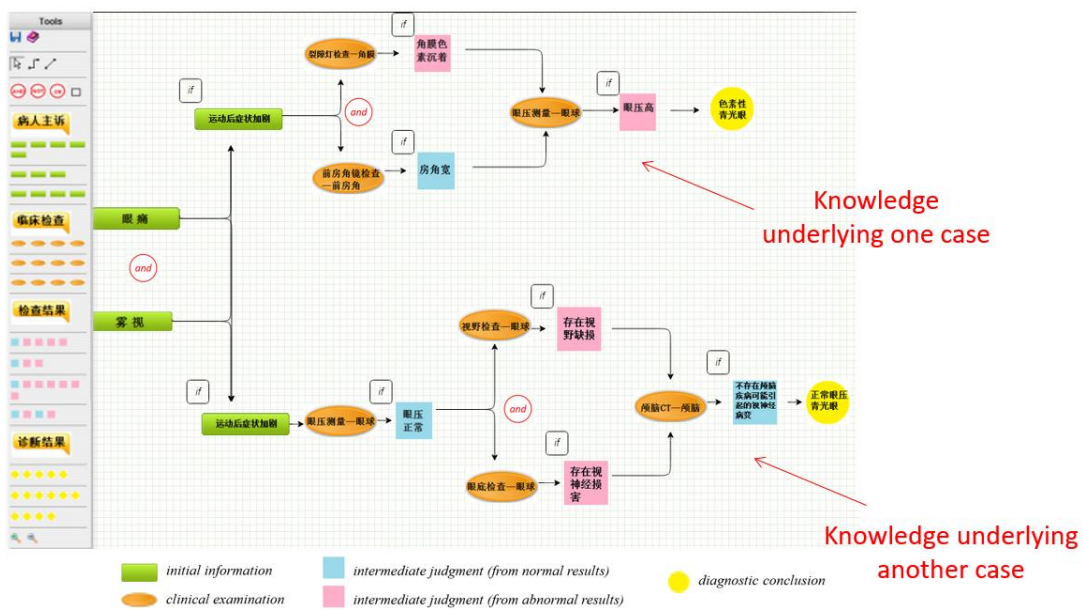 Tools
AND
NOT
OR
病人主诉
临床检查
检查结果
诊断结果
眼 痛
and
雾 视
if
运动后症状加剧
and
裂隙灯检查—角膜
if
角膜色
素沉着
前房角镜检查
—前房角
if
房角宽
眼压测量—眼球
if
眼压高
色素性
青光眼
Knowledge
underlying one case
if
运动后症状加剧
眼压测量—眼球
if
眼压
正常
and
视野检查—眼球
if
存在视
野缺损
眼底检查—眼球
if
存在视
神经损
害
颅脑CT—颅脑
if
不存在颅脑
疾病可能引
起的视神经
病变
正常眼压
青光眼
Knowledge underlying
another case
initial information
clinical examination
intermediate judgment (from normal results)
intermediate judgment (from abnormal results)
diagnostic conclusion